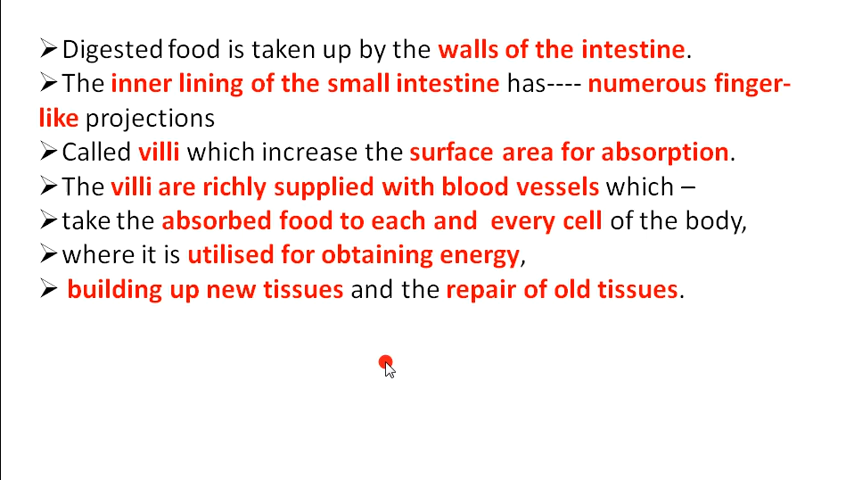 ➢Digested food is taken up by the walls of the intestine.
➢The inner lining of the small intestine has---- numerous finger-
like projections
➢Called villi which increase the surface area for absorption.
➢The villi are richly supplied with blood vessels which –
➢take the absorbed food to each and  every cell of the body,
➢where it is utilised for obtaining energy,
➢ building up new tissues and the repair of old tissues.